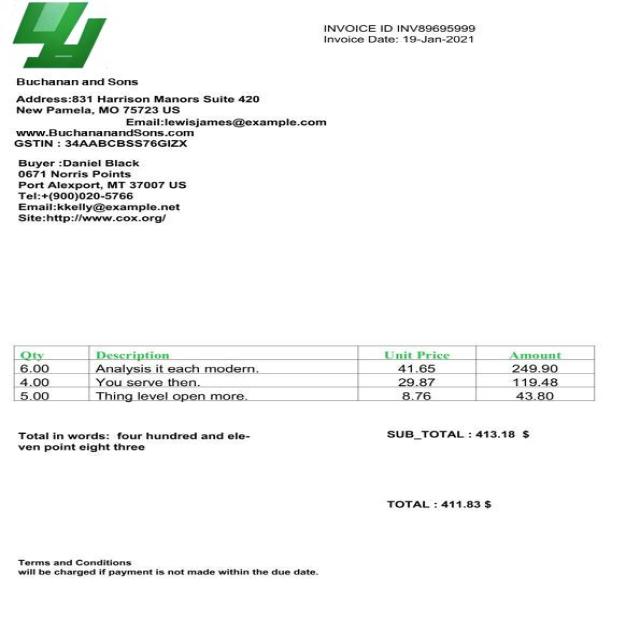 INVOICE ID INV89695999
Invoice Date: 19-Jan-2021
Buchanan and Sons
Address:831 Harrison Manors Suite 420
New Pamela, MO 75723 US
Email:lewisjames@example.com
www.BuchananandSons.com
GSTIN : 34AABCBSS76GIZX
Buyer :Daniel Black
0671 Norris Points
Port Alexport, MT 37007 US
Tel:+(900)020-5766
Email:kkelly@example.net
Site:http://www.cox.org/
Qty Description Unit Price Amount
6.00 Analysis it each modern. 41.65 249.90
4.00 You serve then. 29.87 119.48
5.00 Thing level open more. 8.76 43.80
Total in words: four hundred and ele-
ven point eight three
SUB_TOTAL : 413.18 $
TOTAL : 411.83 $
Terms and Conditions
will be charged if payment is not made within the due date.